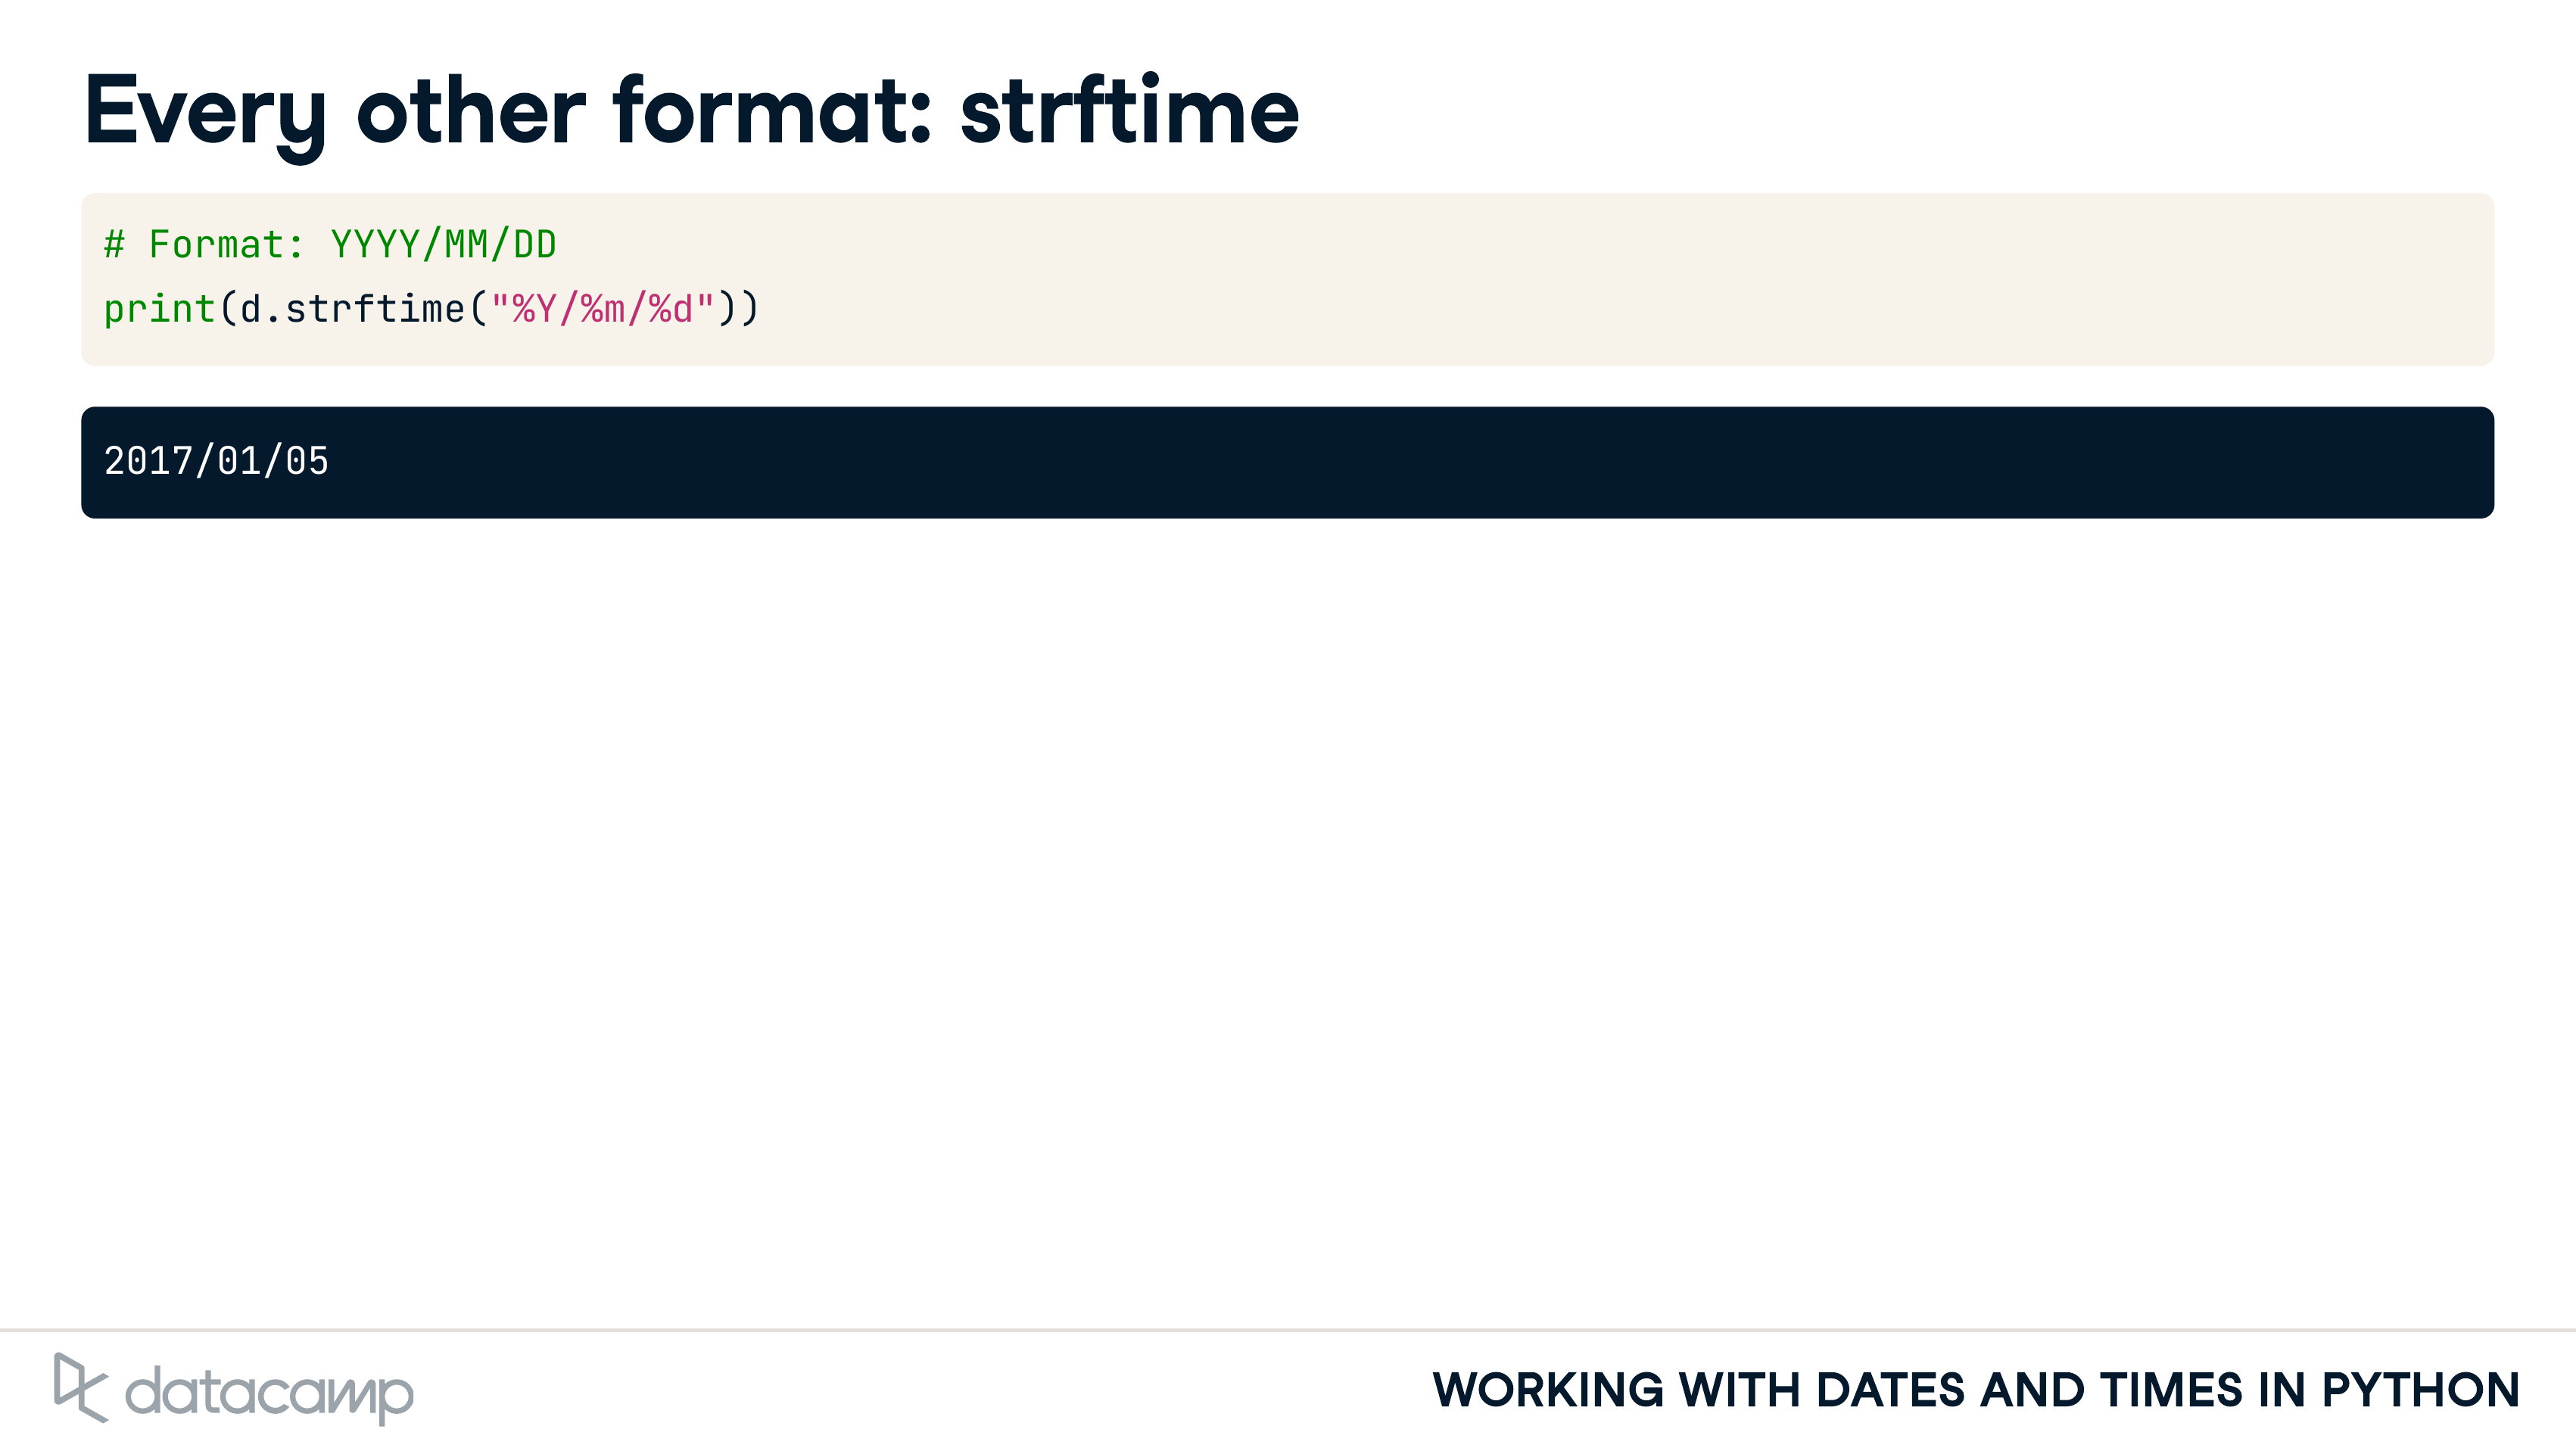 Every other format: strftime
# Format: YYYY/MM/DD
print(d.strftime("%Y/%m/%d"))
2017/01/05
datacamp
WORKING WITH DATES AND TIMES IN PYTHON